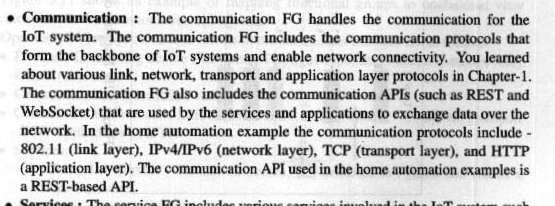 • Communication : The communication FG handles the communication for the
IoT system. The communication FG includes the communication protocols that
form the backbone of IoT systems and enable network connectivity. You learned
about various link, network, transport and application layer protocols in Chapter-1.
The communication FG also includes the communication APIs (such as REST and
WebSocket) that are used by the services and applications to exchange data over the
network. In the home automation example the communication protocols include -
802.11 (link layer), IPv4/IPv6 (network layer), TCP (transport layer), and HTTP
(application layer). The communication API used in the home automation examples is
a REST-based API.
• Services : The service FG includes various services involved in the IoT system such